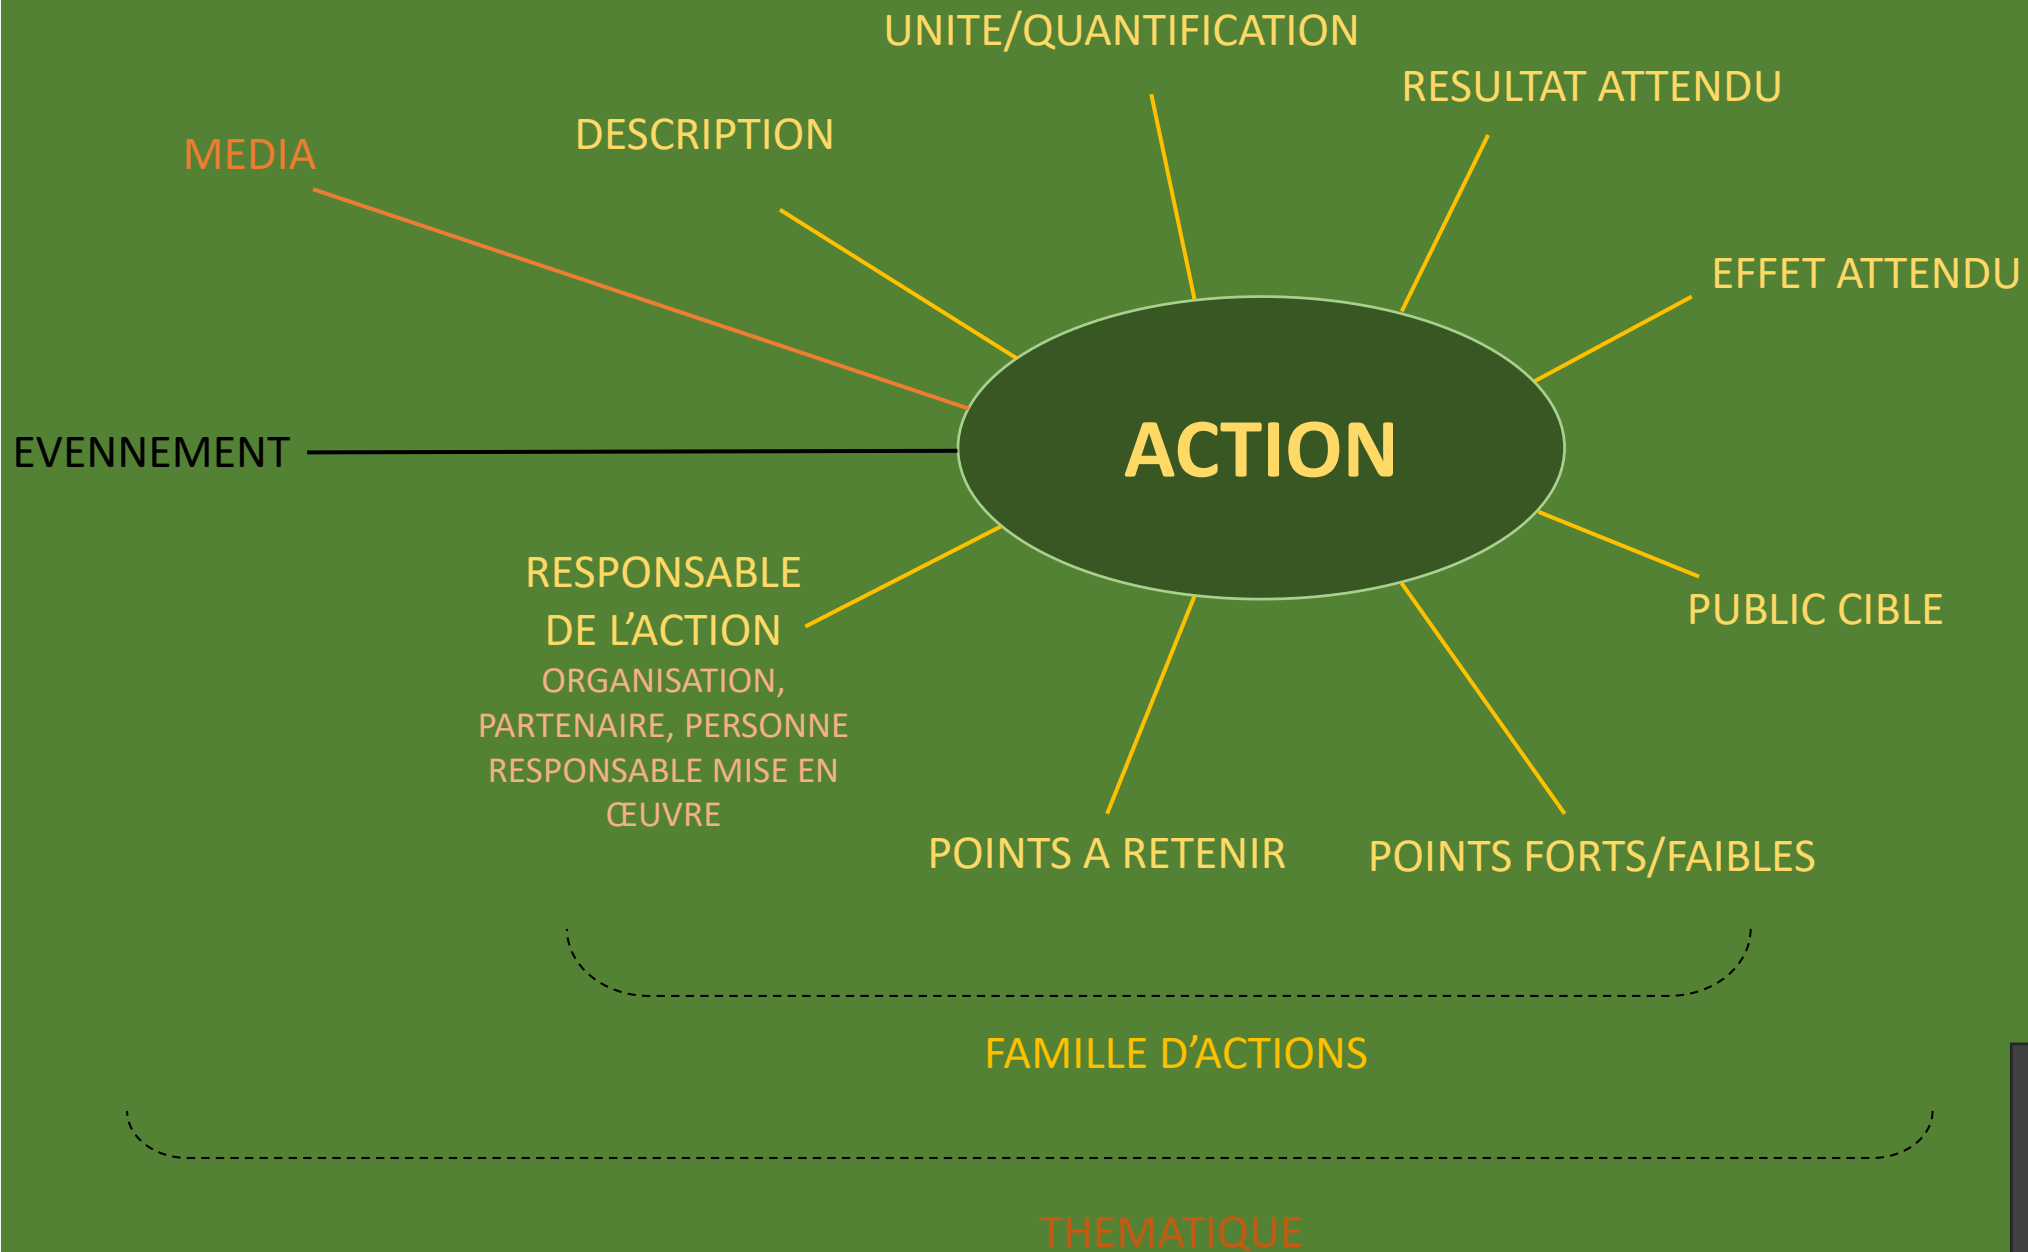 UNITE/QUANTIFICATION
RESULTAT ATTENDU
DESCRIPTION
MEDIA
EFFET ATTENDU
ACTION
EVENNEMENT
RESPONSABLE
DE L’ACTION
ORGANISATION,
PARTENAIRE, PERSONNE
RESPONSABLE MISE EN
ŒUVRE
PUBLIC CIBLE
POINTS A RETENIR
POINTS FORTS/FAIBLES
FAMILLE D’ACTIONS
THEMATIQUE